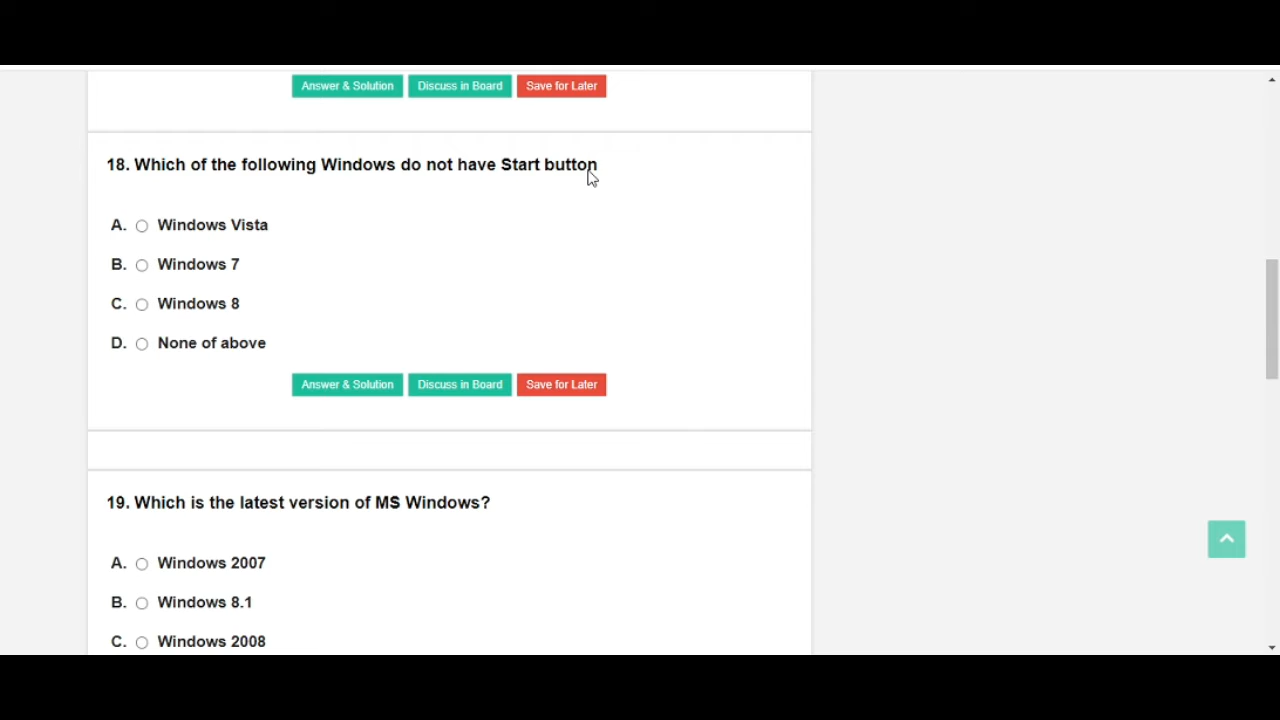 Answer & Solution Discuss in Board Save for Later
18. Which of the following Windows do not have Start button
A. Windows Vista
B. Windows 7
C. Windows 8
D. None of above
Answer & Solution Discuss in Board Save for Later
19. Which is the latest version of MS Windows?
A. Windows 2007
B. Windows 8.1
C. Windows 2008